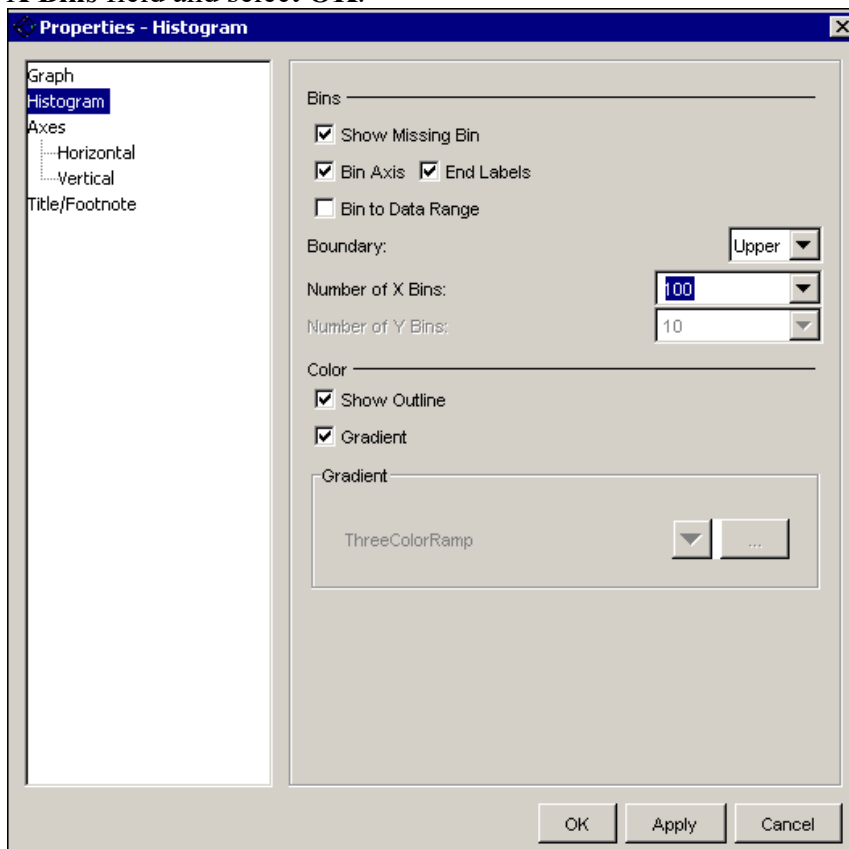 X Bins field and select OK.
Properties - Histogram
Graph
Histogram
Axes
Horizontal
Vertical
Title/Footnote
Bins
Show Missing Bin
Bin Axis End Labels
Bin to Data Range
Boundary: Upper
Number of X Bins: 100
Number of Y Bins: 10
Color
Show Outline
Gradient
Gradient
ThreeColorRamp ...
OK Apply Cancel